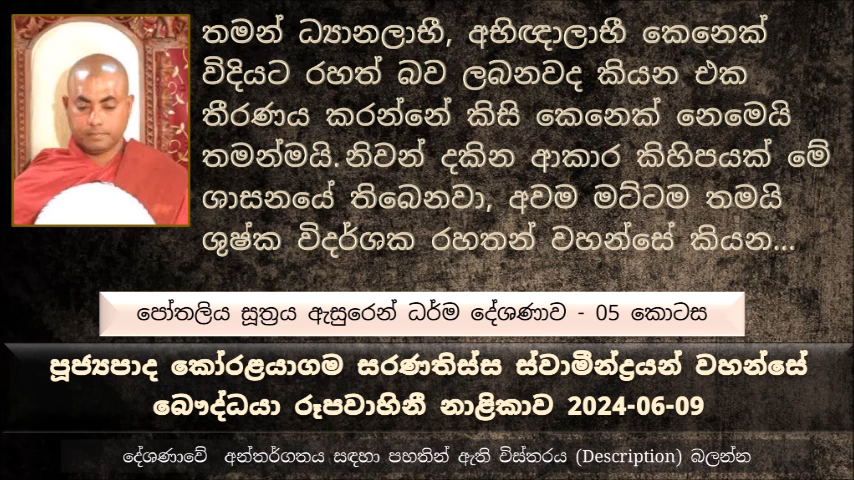 තමන් ධ්‍යානලාභී, අභිඥාලාභී කෙනෙක්
විදියට රහත් බව ලබනවද කියන එක
තීරණය කරන්නේ කිසි කෙනෙක් නෙමෙයි
තමන්මයි. නිවන් දකින ආකාර කිහිපයක් මේ
ශාසනයේ තිබෙනවා, අවම මට්ටම තමයි
ශුෂ්ක විදර්ශක රහතන් වහන්සේ කියන...
පෝතලිය සූත්‍රය ඇසුරෙන් ධර්ම දේශණාව - 05 කොටස
පූජ්‍යපාද කෝරළයාගම සරණතිස්ස ස්වාමීන්ද්‍රයන් වහන්සේ
බෞද්ධයා රූපවාහිනී නාළිකාව 2024-06-09
දේශණාවේ අන්තර්ගතය සඳහා පහතින් ඇති විස්තරය (Description) බලන්න